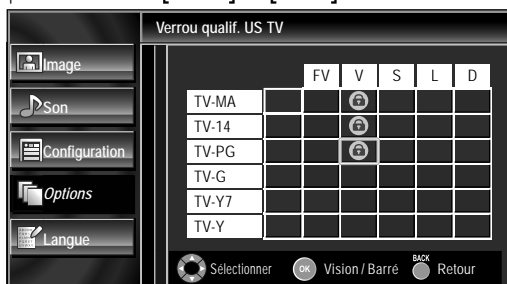 Verrou qualif. US TV
Image
Son
Configuration
Options
Langue
FV V S L D
TV-MA
TV-14
TV-PG
TV-G
TV-Y7
TV-Y
Sélectionner OK Vision / Barré BACK Retour